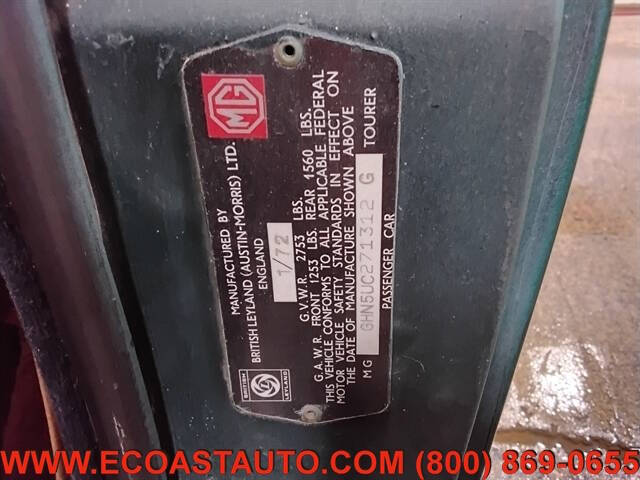 MG
MANUFACTURED BY
BRITISH LEYLAND (AUSTIN-MORRIS) LTD.
ENGLAND
1/72
G.V.W.R. 2753 LBS.
G.A.W.R. FRONT 1253 LBS. REAR 1560 LBS.
THIS VEHICLE CONFORMS TO ALL APPLICABLE FEDERAL
MOTOR VEHICLE SAFETY STANDARDS IN EFFECT ON
THE DATE OF MANUFACTURE SHOWN ABOVE
MG GHN5UC271312 G TOURER
PASSENGER CAR
BRITISH
LEYLAND
WWW.ECOASTAUTO.COM (800) 869-0655